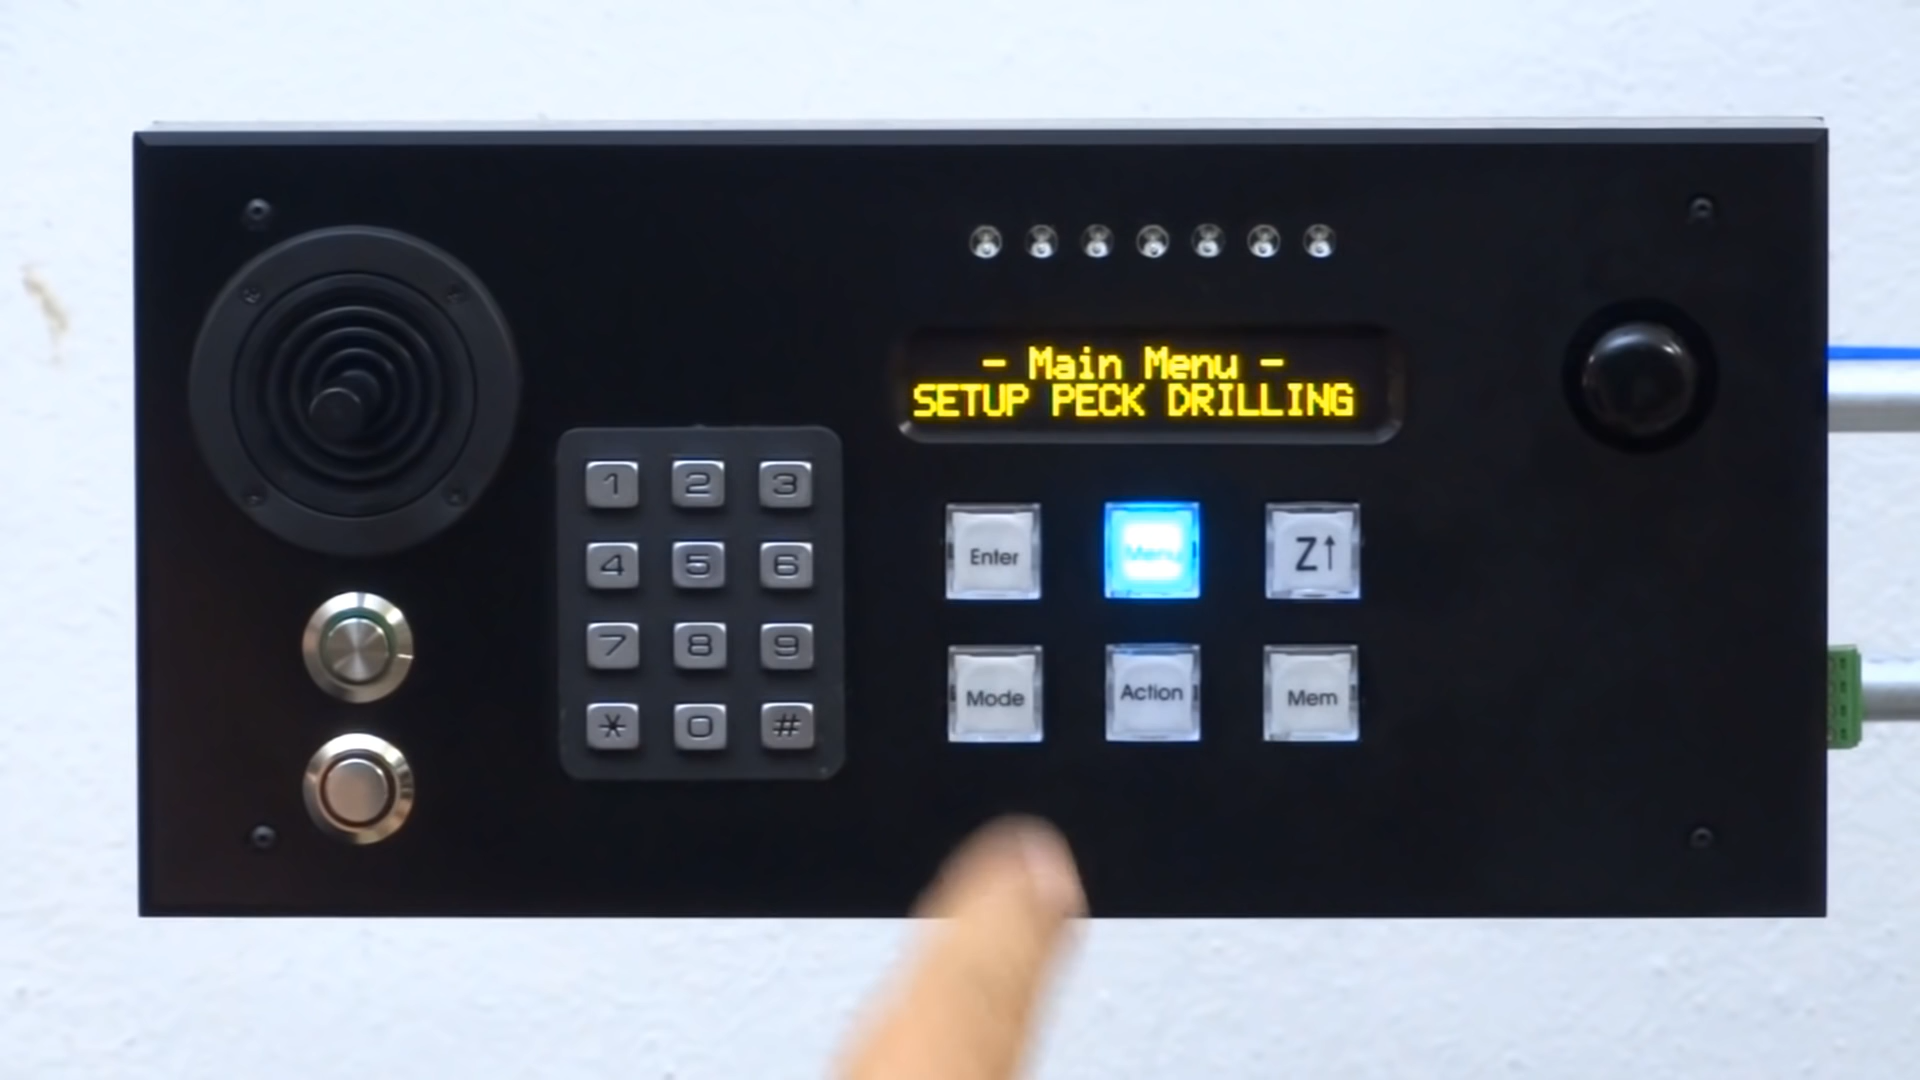 - Main Menu -
SETUP PECK DRILLING
1 2 3
4 5 6
7 8 9
* 0 #
Enter Menu Z↑
Mode Action Mem